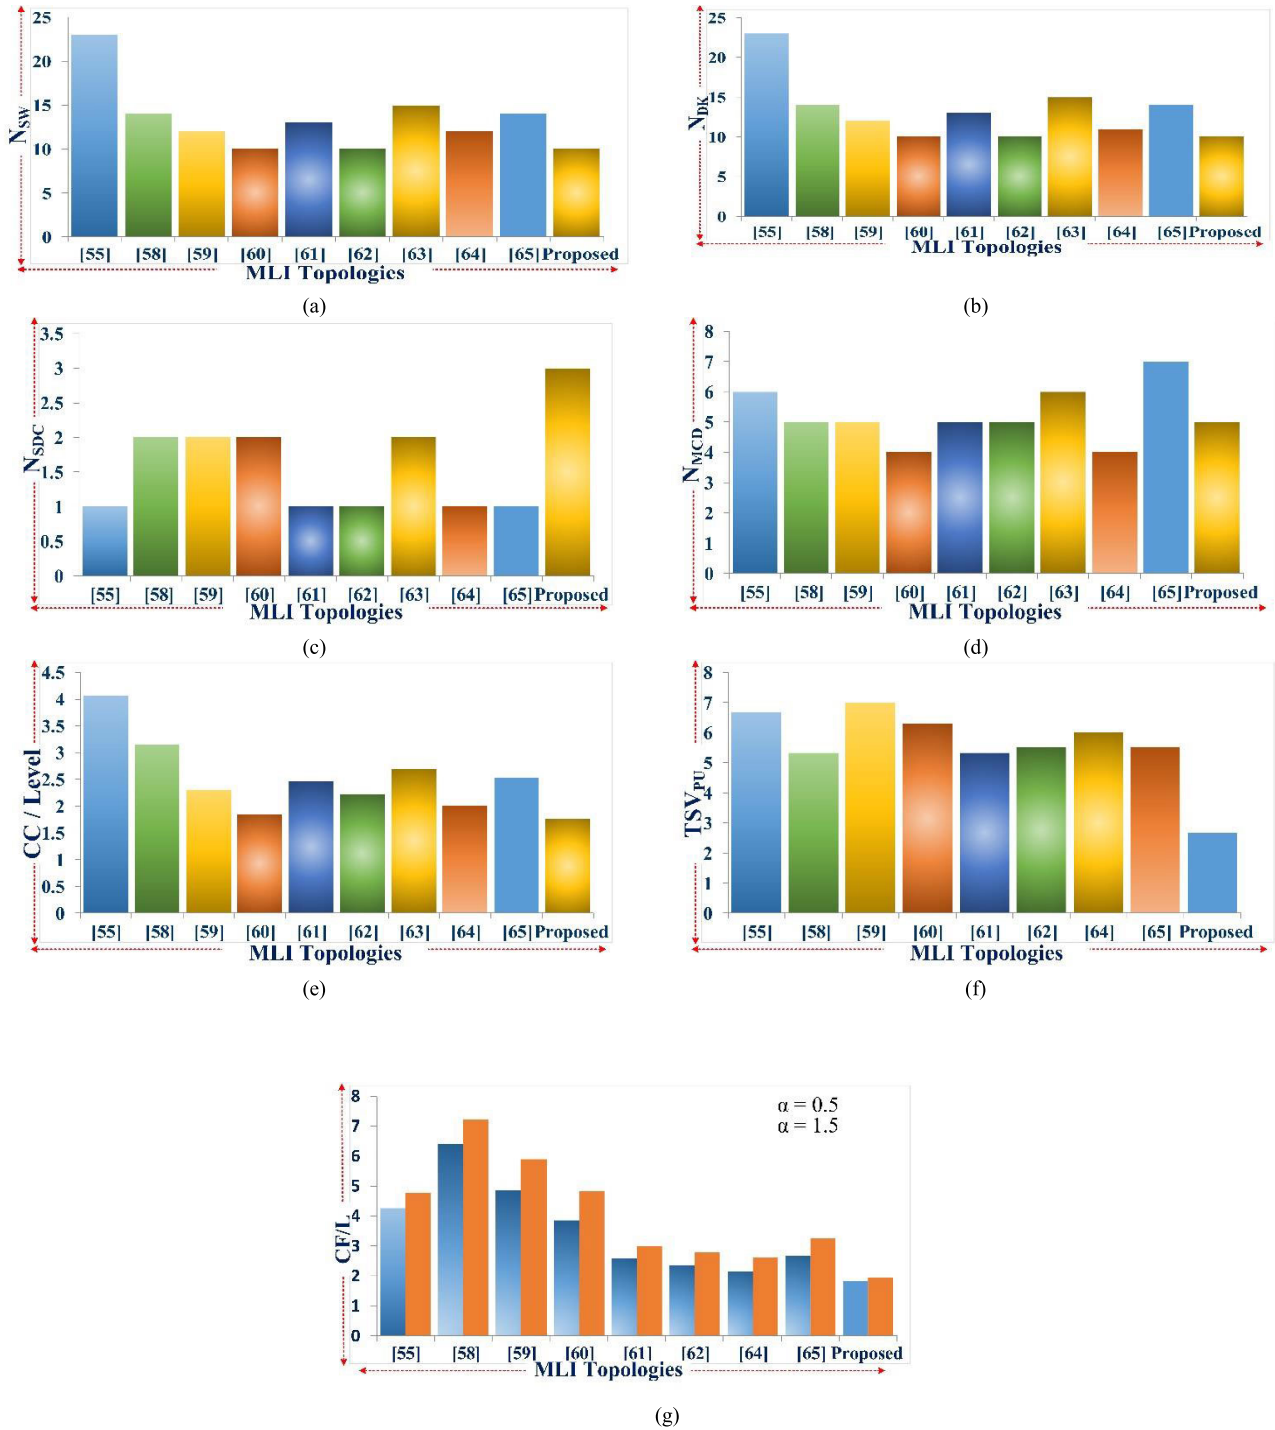 25
20
15
10
5
0
N_SW
[55] [58] [59] [60] [61] [62] [63] [64] [65] Proposed
MLI Topologies
(a)
25
20
15
10
5
0
N_DK
[55] [58] [59] [60] [61] [62] [63] [64] [65] Proposed
MLI Topologies
(b)
3.5
3
2.5
2
1.5
1
0.5
0
N_SDC
[55] [58] [59] [60] [61] [62] [63] [64] [65] Proposed
MLI Topologies
(c)
8
7
6
5
4
3
2
1
0
N_MCD
[55] [58] [59] [60] [61] [62] [63] [64] [65] Proposed
MLI Topologies
(d)
4.5
4
3.5
3
2.5
2
1.5
1
0.5
0
CC / Level
[55] [58] [59] [60] [61] [62] [63] [64] [65] Proposed
MLI Topologies
(e)
8
7
6
5
4
3
2
1
0
TSV_PU
[55] [58] [59] [60] [61] [62] [64] [65] Proposed
MLI Topologies
(f)
8
7
6
5
4
3
2
1
0
CF/L
α = 0.5
α = 1.5
[55] [58] [59] [60] [61] [62] [64] [65] Proposed
MLI Topologies
(g)